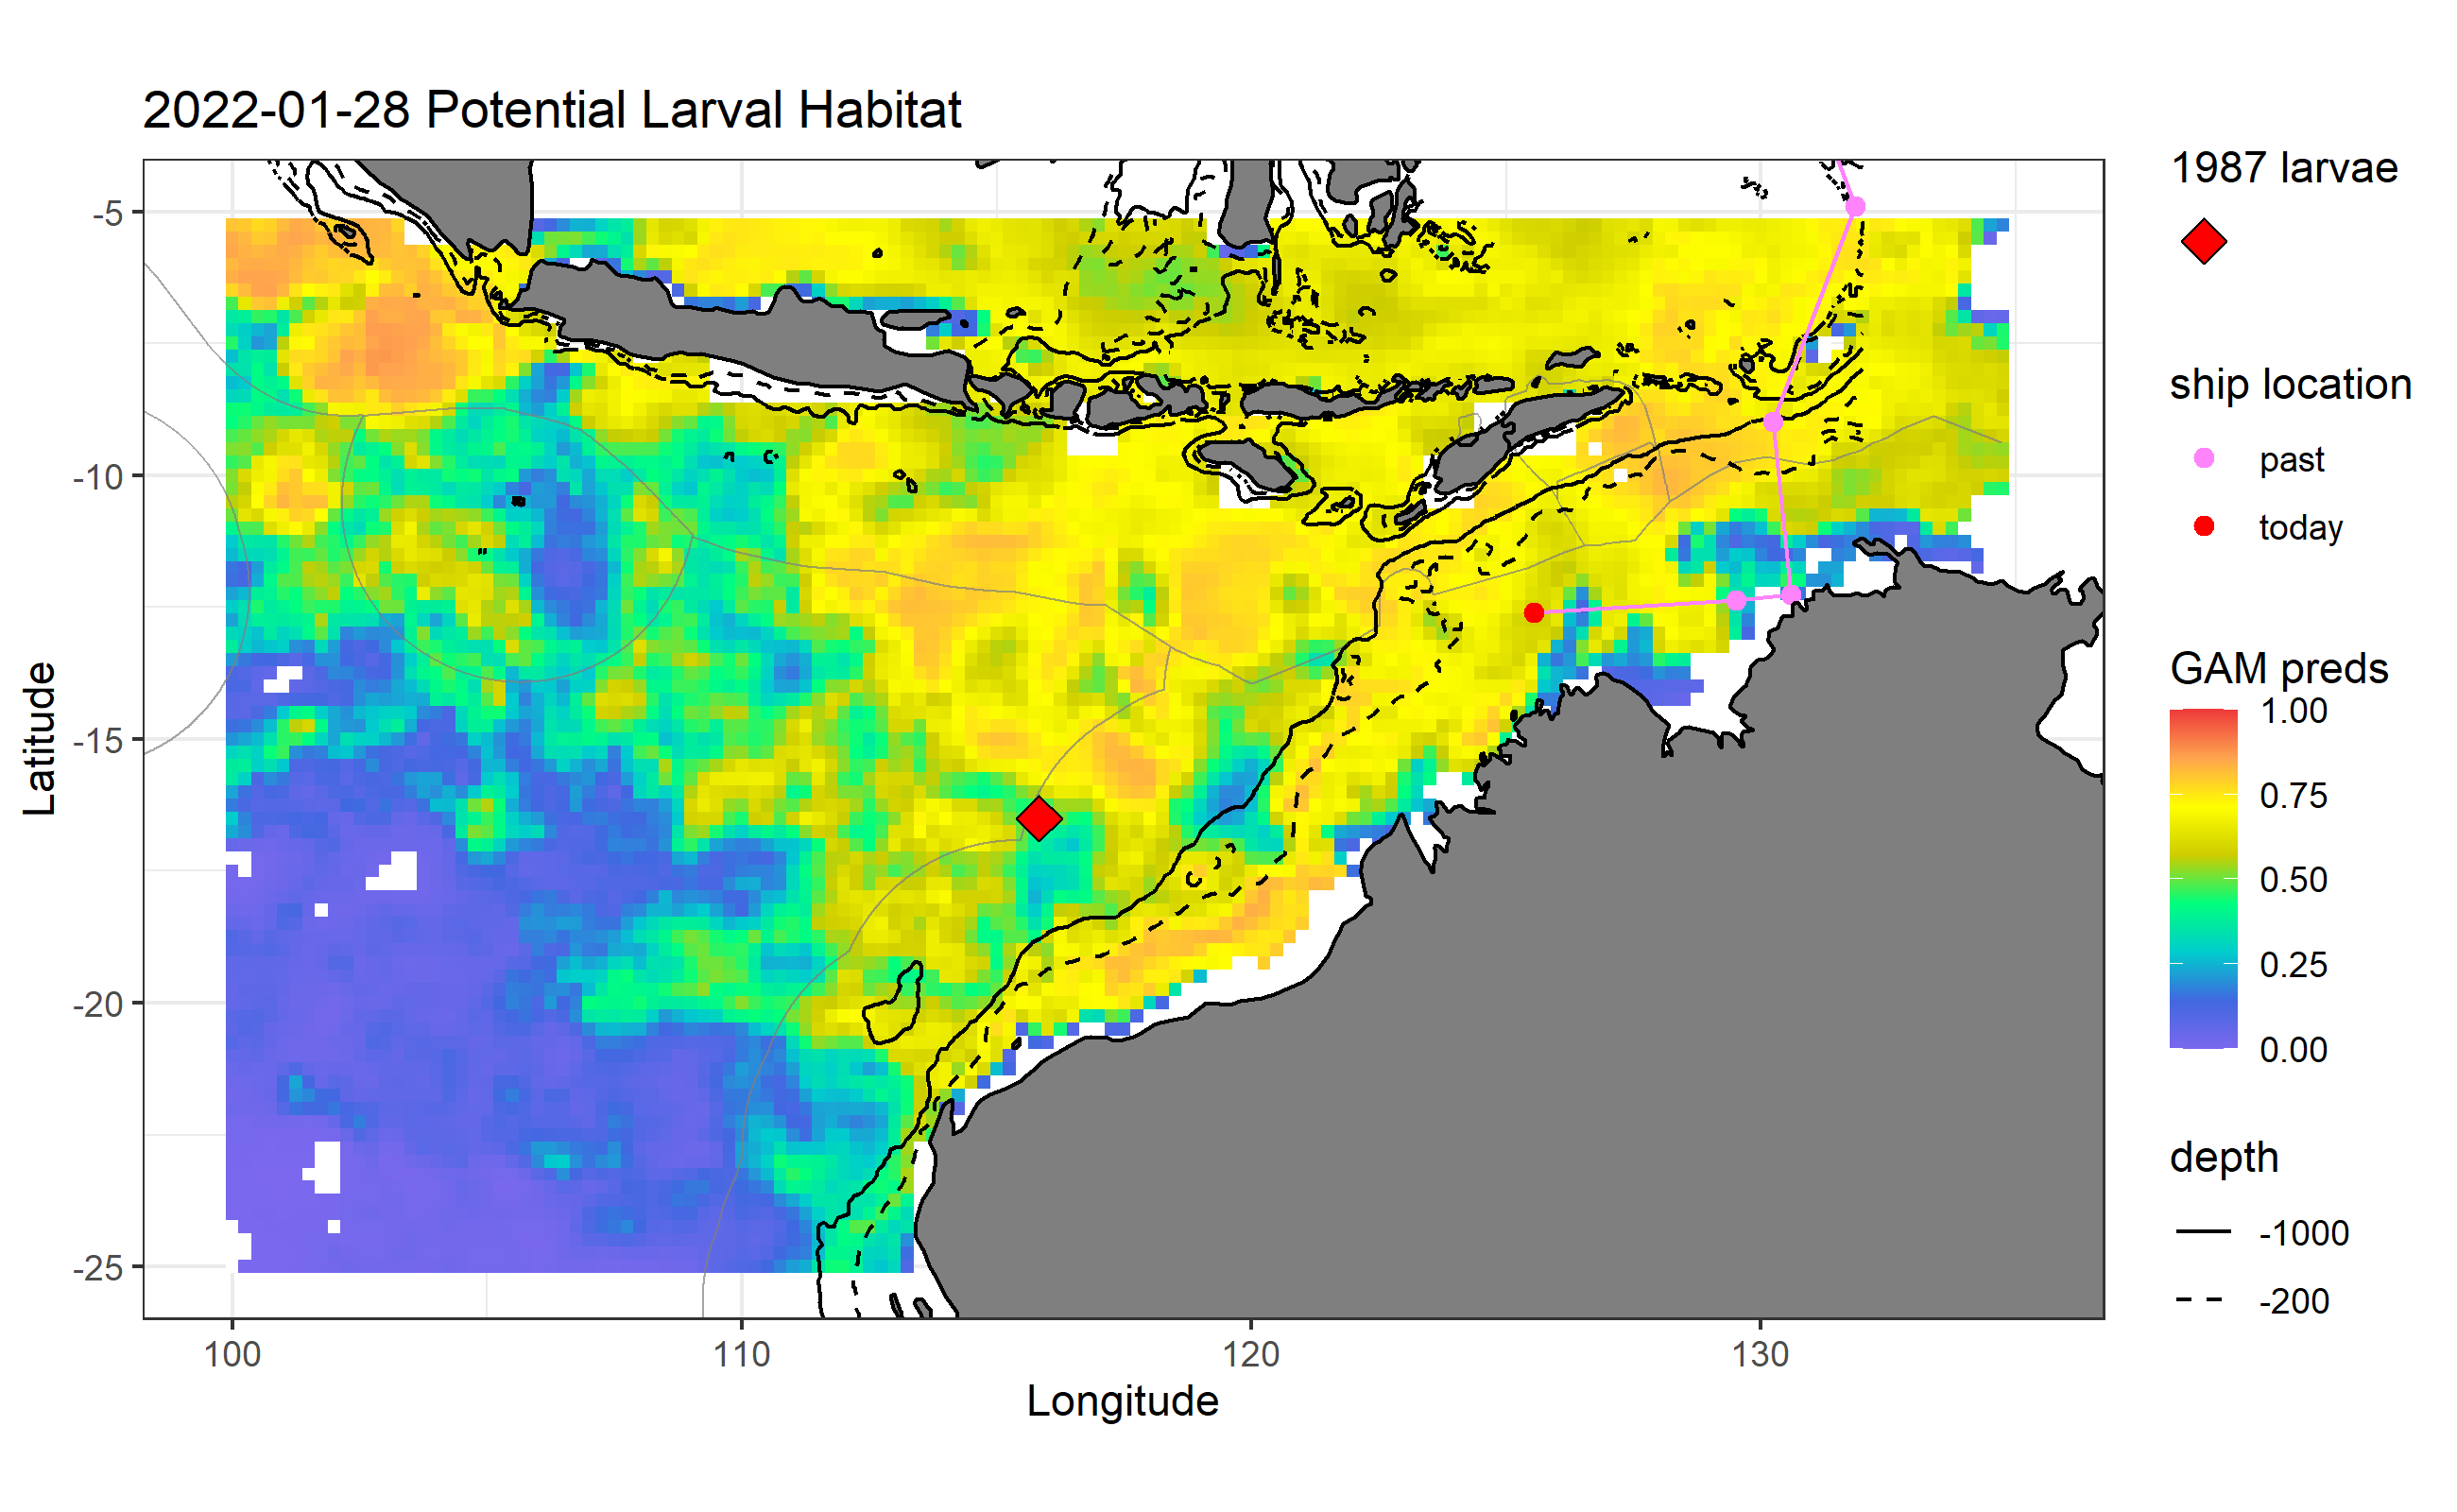 2022-01-28 Potential Larval Habitat
Latitude
-5
-10
-15
-20
-25
100
110
120
130
Longitude
1987 larvae
ship location
past
today
GAM preds
1.00
0.75
0.50
0.25
0.00
depth
-1000
-200